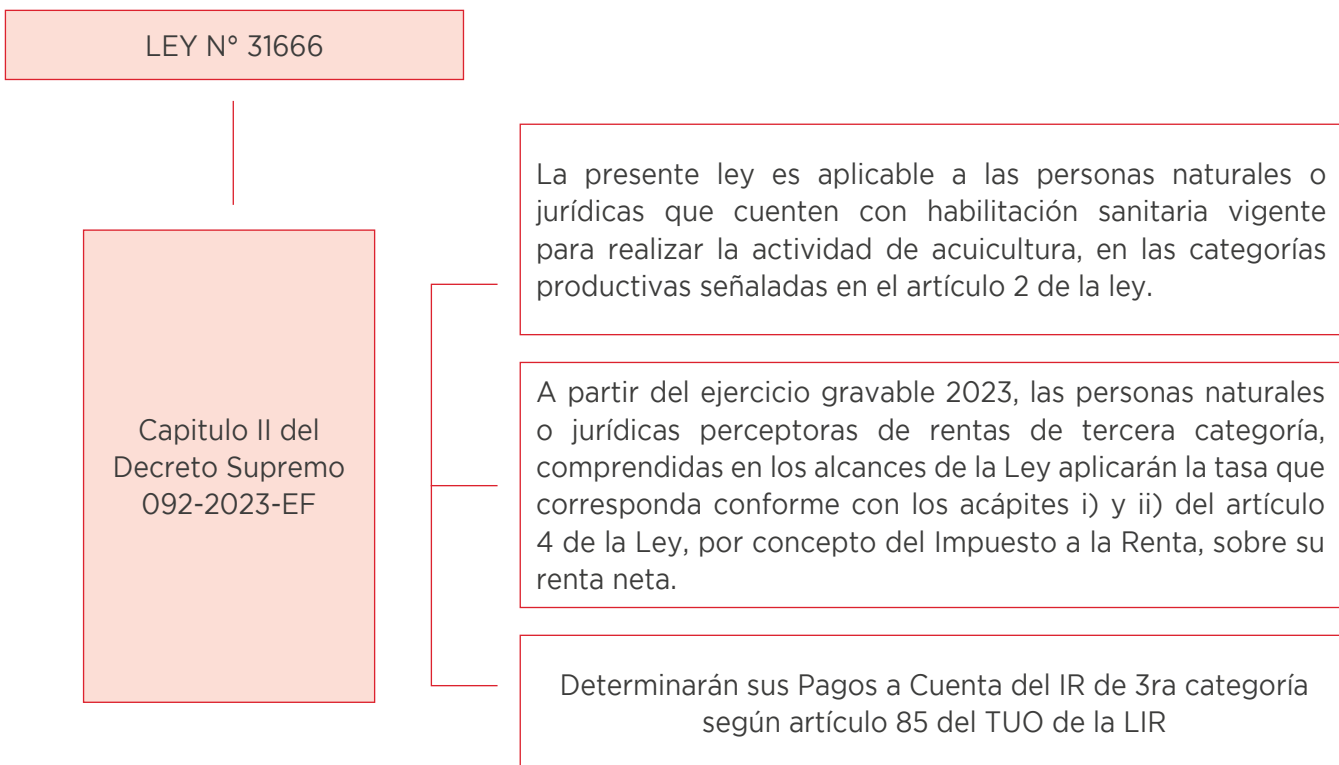 LEY N° 31666
Capitulo II del
Decreto Supremo
092-2023-EF
La presente ley es aplicable a las personas naturales o
jurídicas que cuenten con habilitación sanitaria vigente
para realizar la actividad de acuicultura, en las categorías
productivas señaladas en el artículo 2 de la ley.
A partir del ejercicio gravable 2023, las personas naturales
o jurídicas perceptoras de rentas de tercera categoría,
comprendidas en los alcances de la Ley aplicarán la tasa que
corresponda conforme con los acápites i) y ii) del artículo
4 de la Ley, por concepto del Impuesto a la Renta, sobre su
renta neta.
Determinarán sus Pagos a Cuenta del IR de 3ra categoría
según artículo 85 del TUO de la LIR